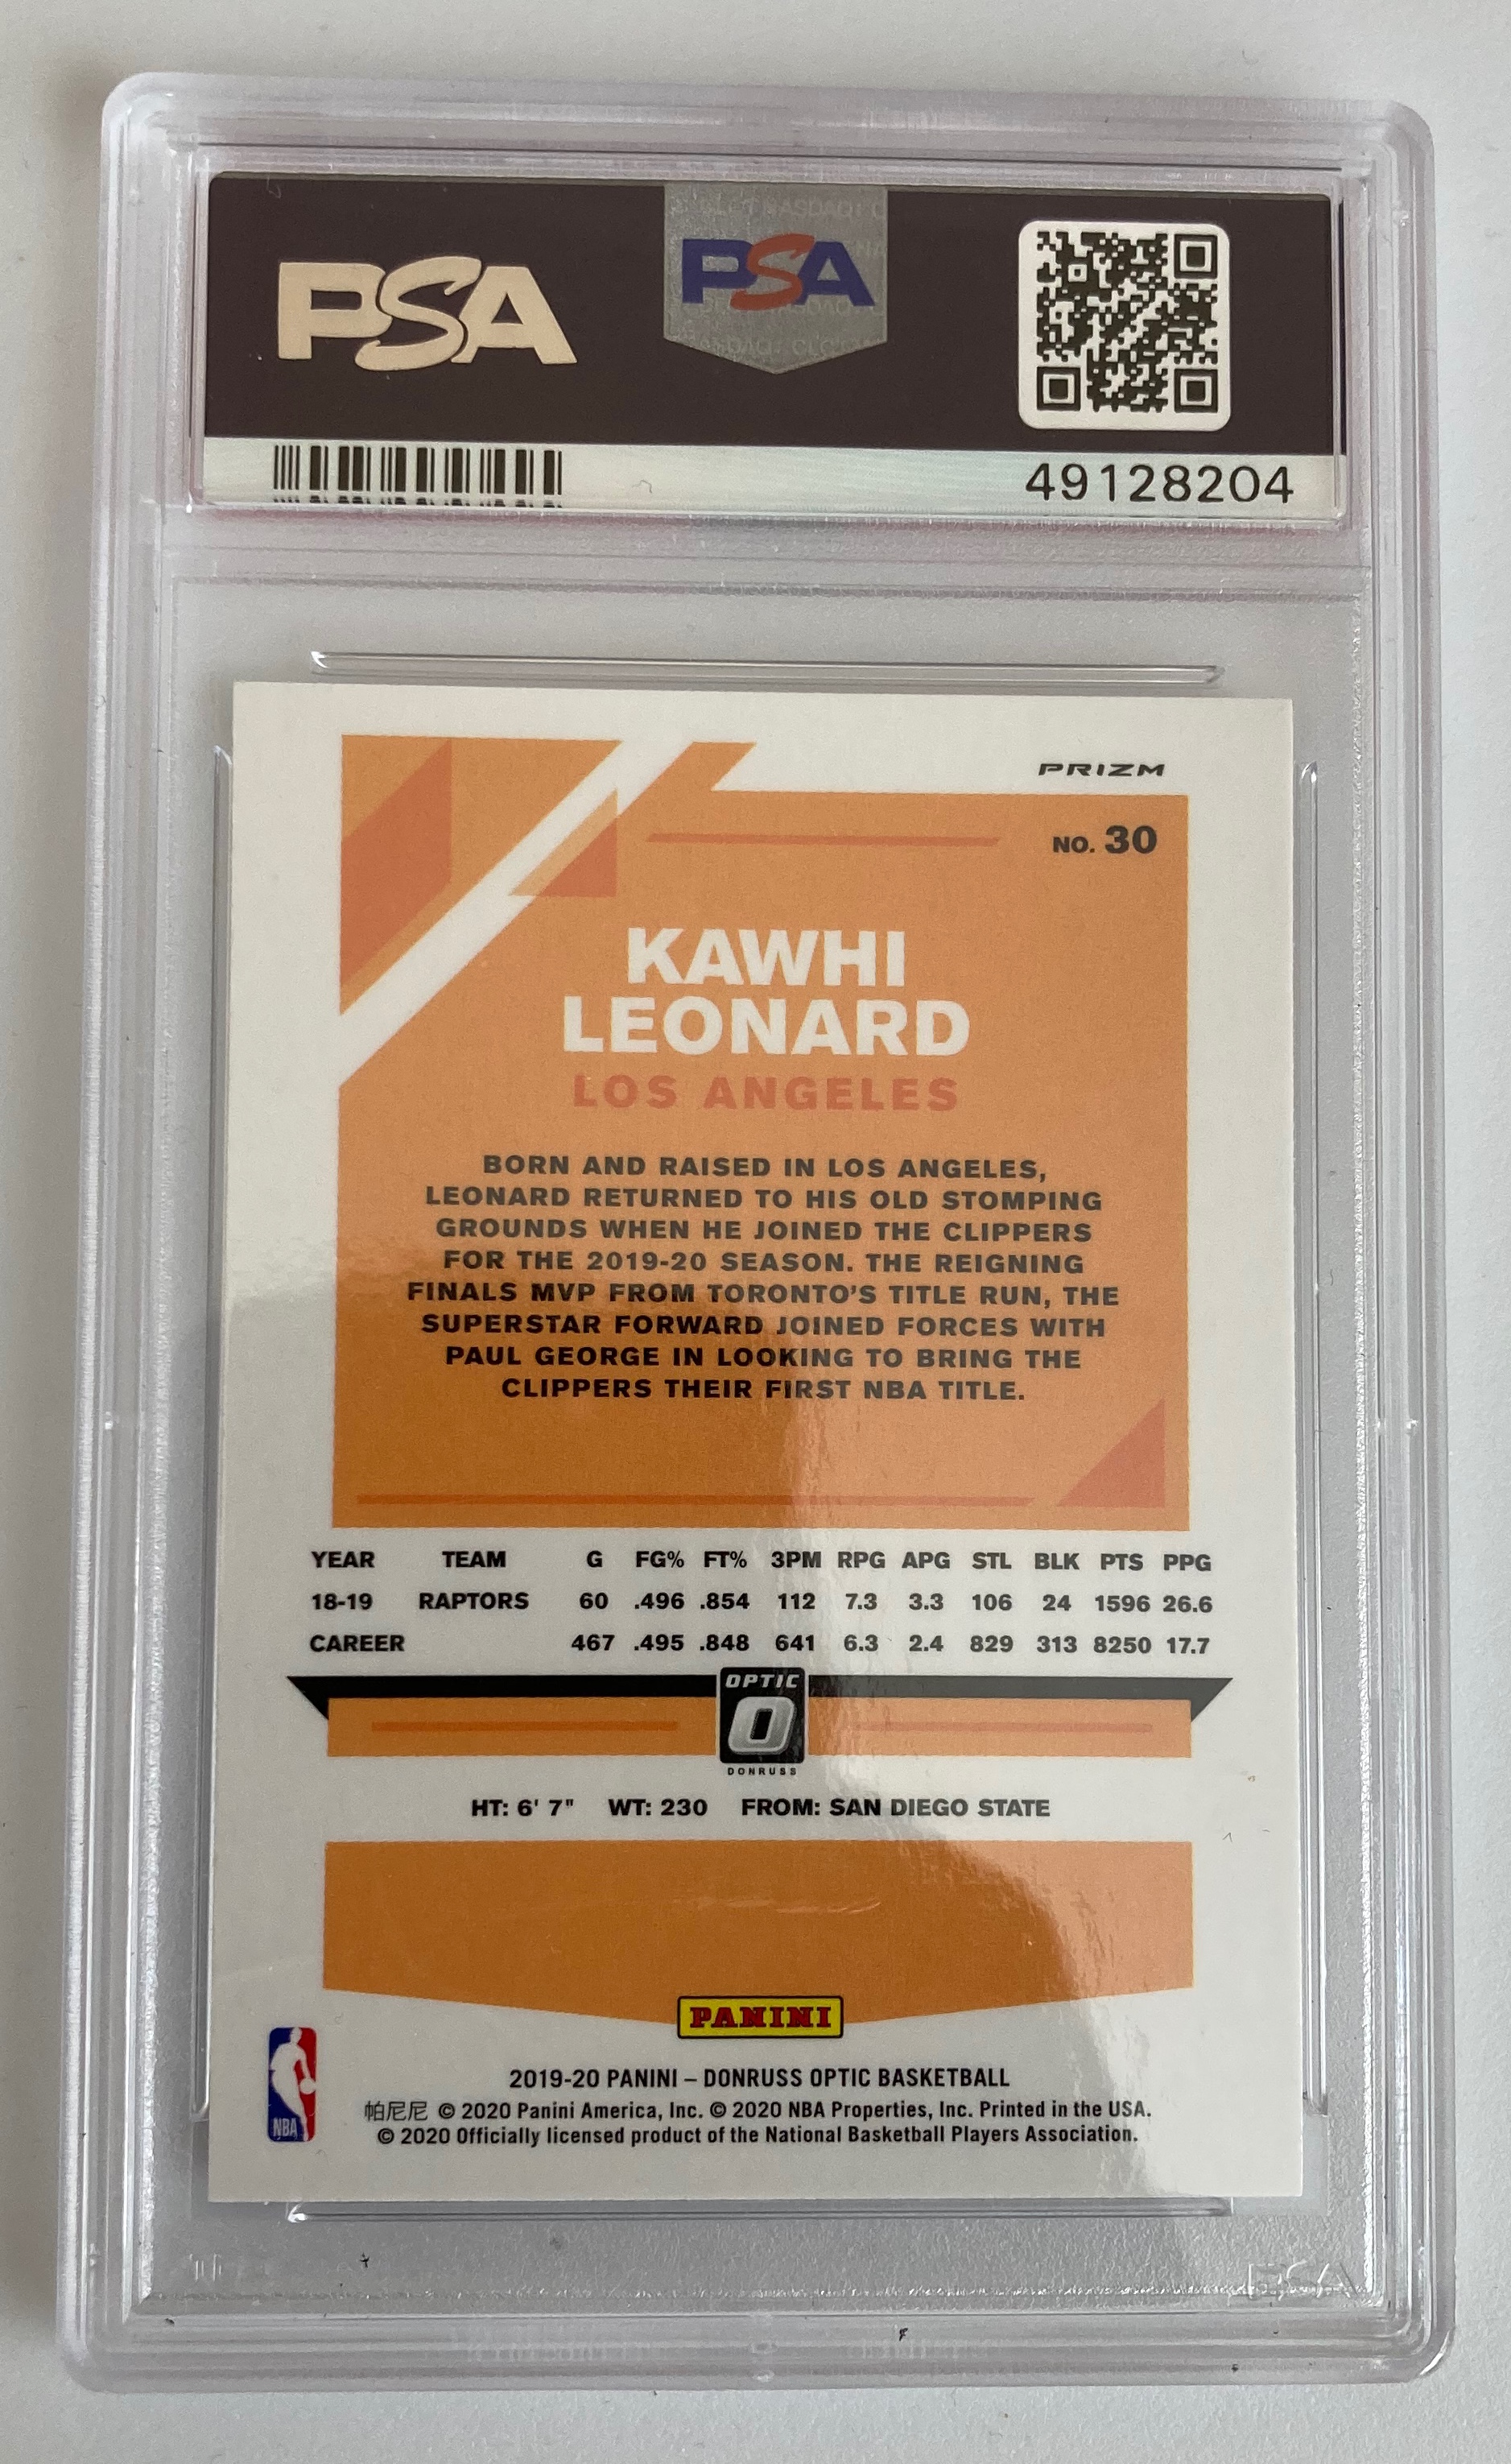 PSA
PSA
49128204
PRIZM
NO. 30
KAWHI
LEONARD
LOS ANGELES
BORN AND RAISED IN LOS ANGELES,
LEONARD RETURNED TO HIS OLD STOMPING
GROUNDS WHEN HE JOINED THE CLIPPERS
FOR THE 2019-20 SEASON. THE REIGNING
FINALS MVP FROM TORONTO'S TITLE RUN, THE
SUPERSTAR FORWARD JOINED FORCES WITH
PAUL GEORGE IN LOOKING TO BRING THE
CLIPPERS THEIR FIRST NBA TITLE.
YEAR TEAM G FG% FT% 3PM RPG APG STL BLK PTS PPG
18-19 RAPTORS 60 .496 .854 112 7.3 3.3 106 24 1596 26.6
CAREER 467 .495 .848 641 6.3 2.4 829 313 8250 17.7
OPTIC
O
DONRUSS
HT: 6' 7" WT: 230 FROM: SAN DIEGO STATE
PANINI
NBA
2019-20 PANINI – DONRUSS OPTIC BASKETBALL
帕尼尼 © 2020 Panini America, Inc. © 2020 NBA Properties, Inc. Printed in the USA.
© 2020 Officially licensed product of the National Basketball Players Association.
PSA